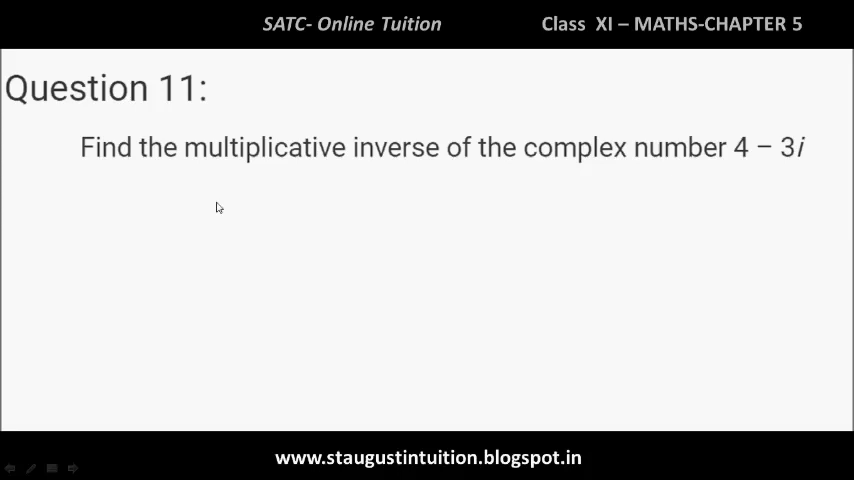 SATC- Online Tuition Class XI – MATHS-CHAPTER 5
Question 11:
Find the multiplicative inverse of the complex number 4 – 3i
www.staugustintuition.blogspot.in